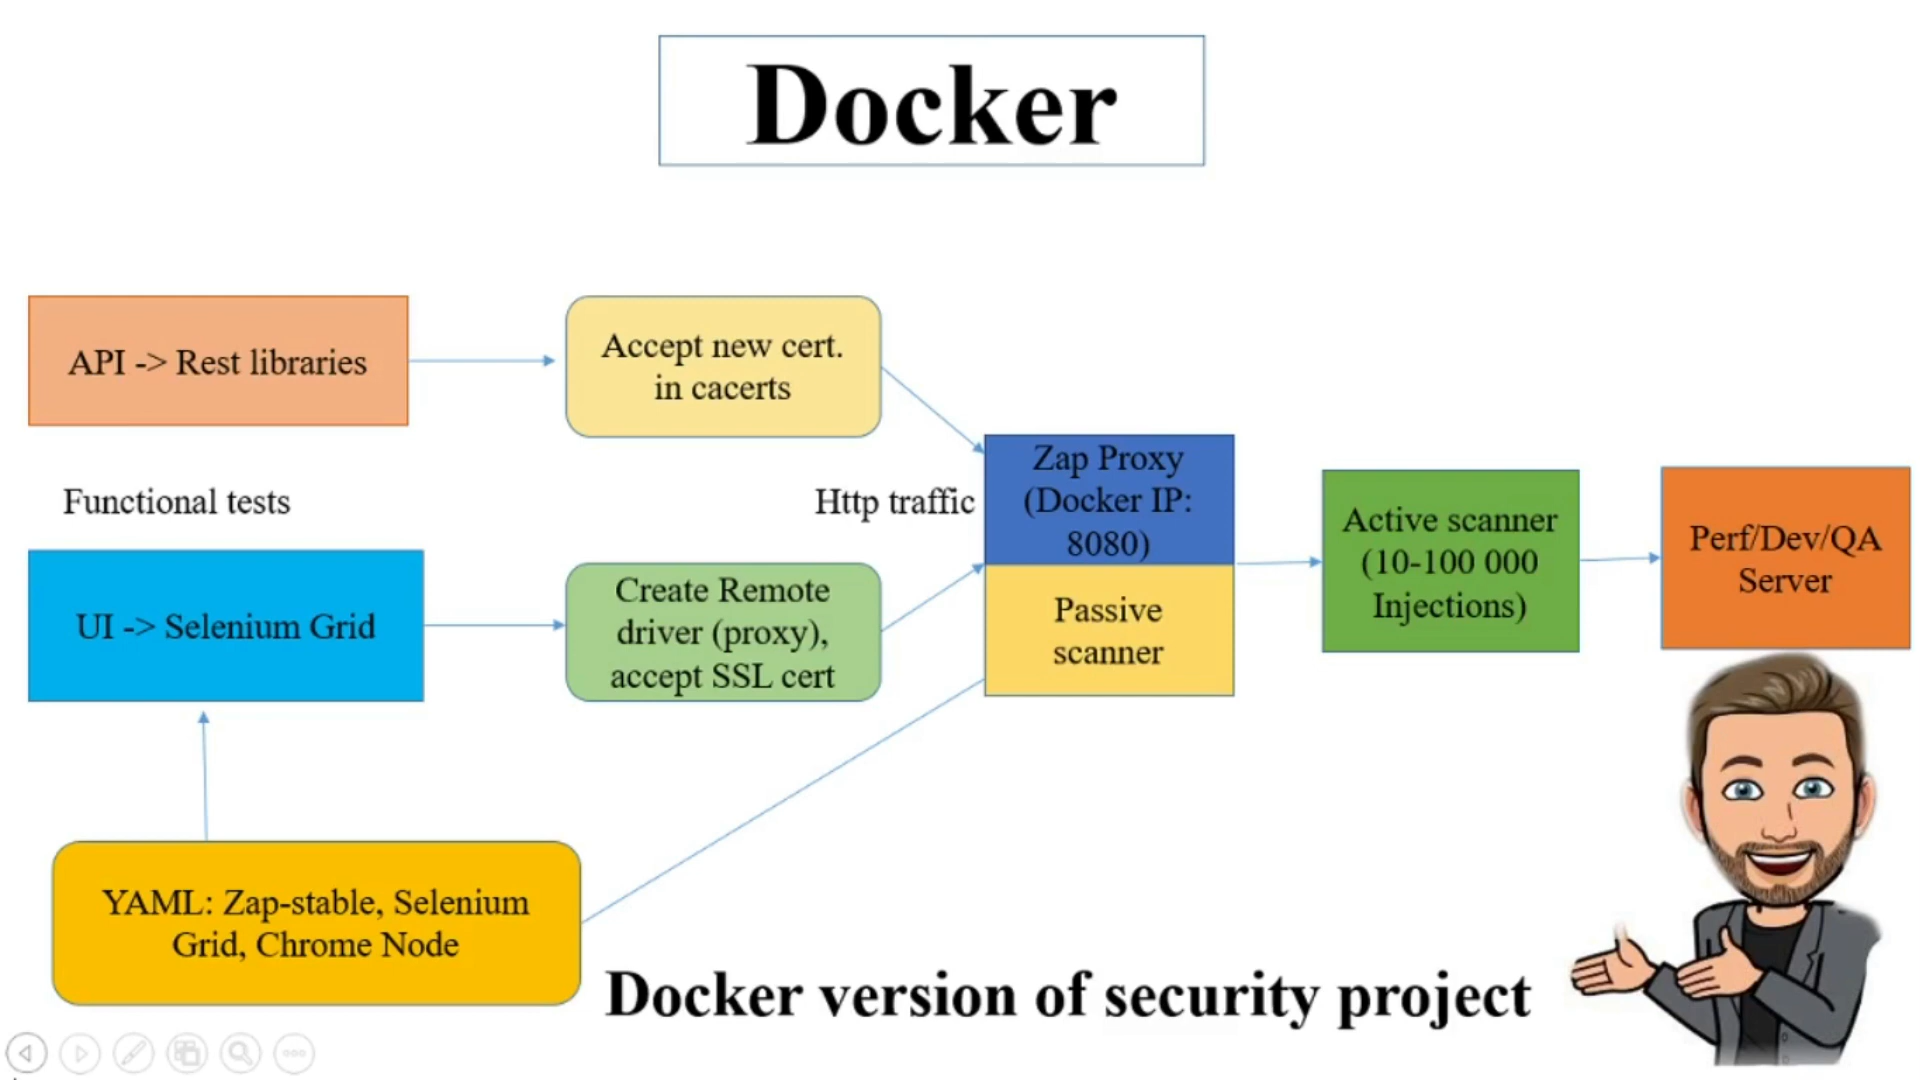 Docker
API -> Rest libraries
Accept new cert.
in cacerts
Functional tests
Http traffic
Zap Proxy
(Docker IP:
8080)
Passive
scanner
Active scanner
(10-100 000
Injections)
Perf/Dev/QA
Server
UI -> Selenium Grid
Create Remote
driver (proxy),
accept SSL cert
YAML: Zap-stable, Selenium
Grid, Chrome Node
Docker version of security project